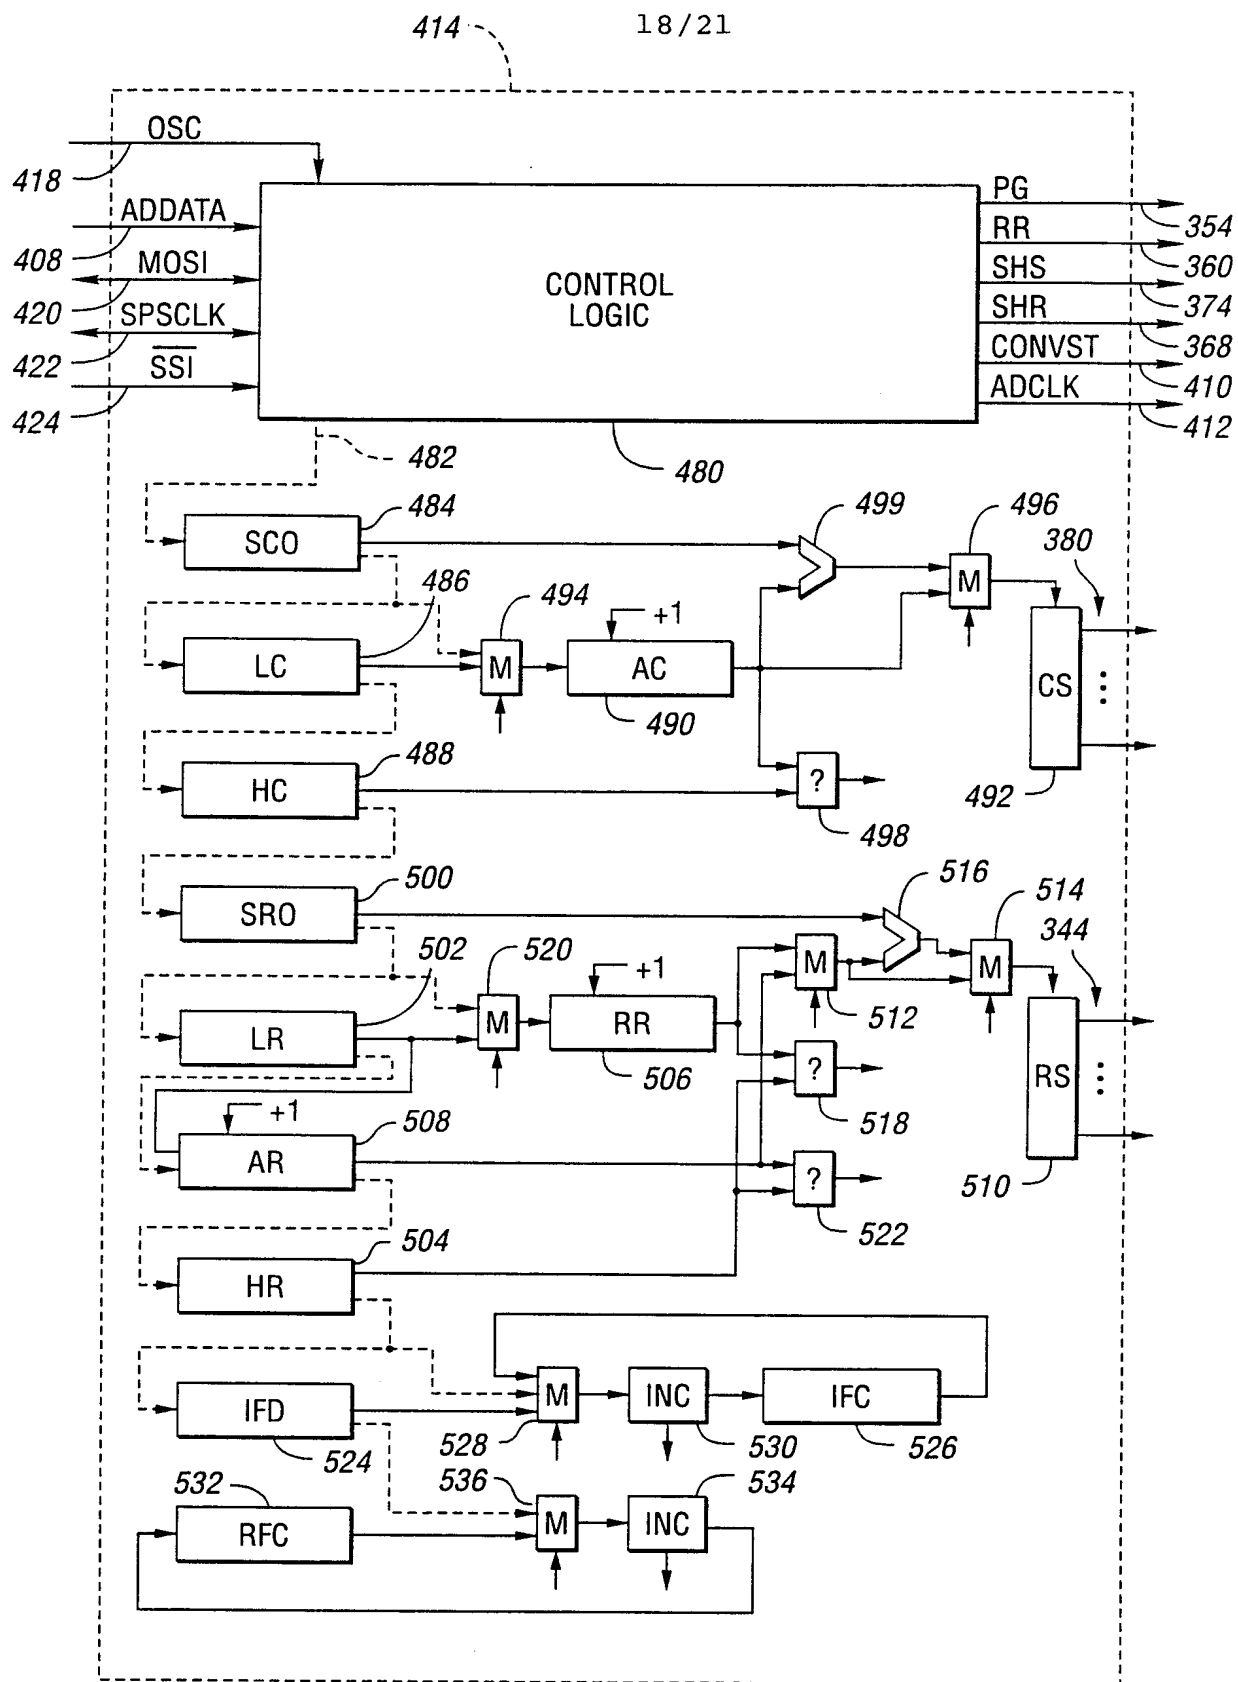 414
18/21
OSC
418
ADDATA
408
MOSI
420
SPSCLK
422
SSI
424
CONTROL
LOGIC
PG
354
RR
360
SHS
374
SHR
368
CONVST
410
ADCLK
412
482
480
SCO
484
499
496
380
LC
486
494
M
+1
AC
490
M
CS
492
HC
488
?
498
SRO
500
516
514
344
LR
502
520
M
+1
RR
506
M
512
M
RS
510
?
518
+1
AR
508
?
522
HR
504
IFD
524
M
528
INC
530
IFC
526
532
RFC
536
M
534
INC